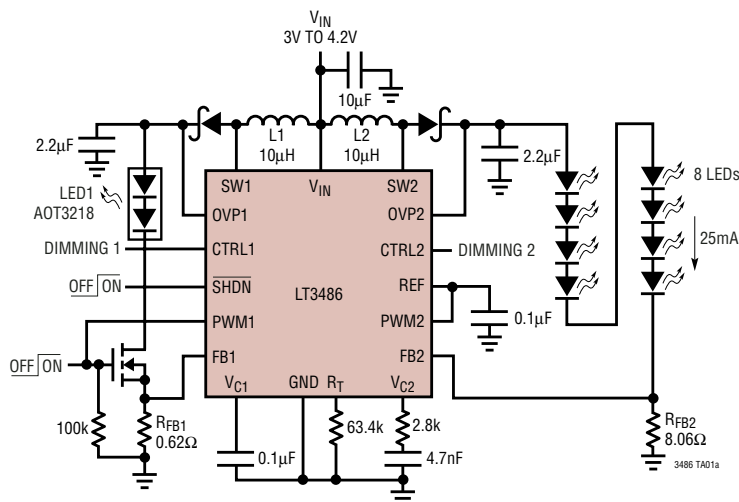 VIN
3V TO 4.2V
10µF
L1
10µH
L2
10µH
2.2µF
2.2µF
LED1
AOT3218
8 LEDs
25mA
SW1
VIN
SW2
OVP1
OVP2
DIMMING 1
CTRL1
CTRL2
DIMMING 2
OFF ON
SHDN
LT3486
REF
PWM1
PWM2
0.1µF
OFF ON
FB1
FB2
VC1
GND
RT
VC2
100k
RFB1
0.62Ω
63.4k
2.8k
0.1µF
4.7nF
RFB2
8.06Ω
3486 TA01a